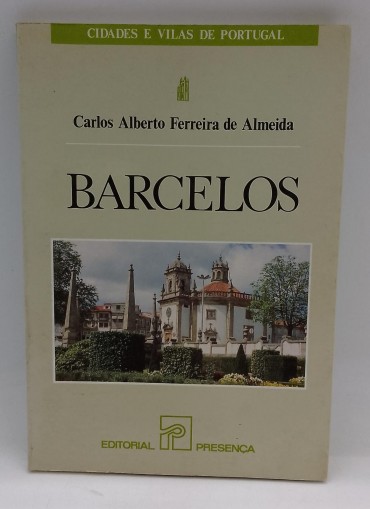 CIDADES E VILAS DE PORTUGAL
Carlos Alberto Ferreira de Almeida
BARCELOS
EDITORIAL PRESENÇA